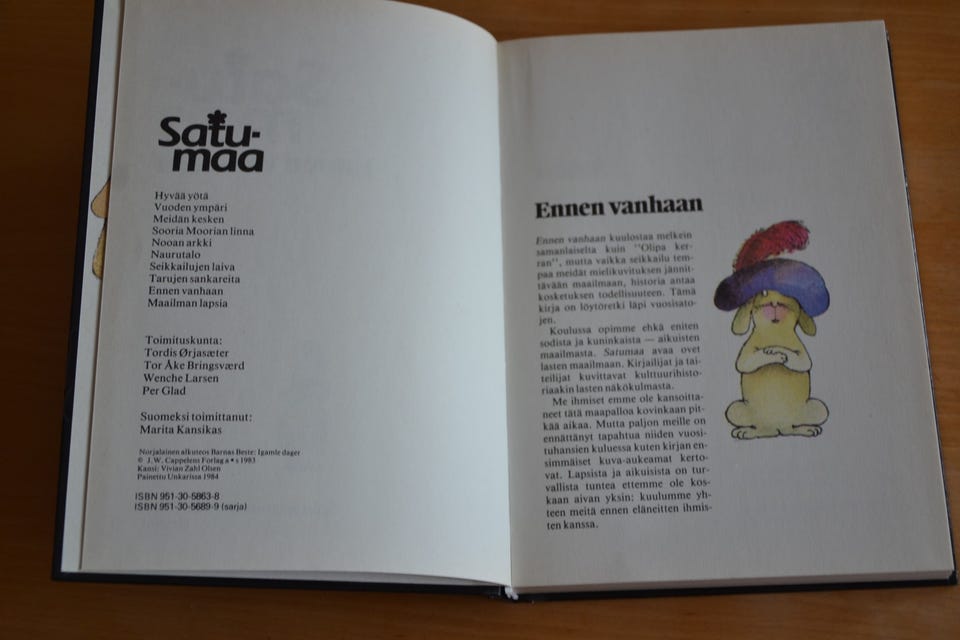 Satu-
maa
Hyvää yötä
Vuoden ympäri
Meidän kesken
Sooria Moorian linna
Nooan arkki
Naurutalo
Seikkailujen laiva
Tarujen sankareita
Ennen vanhaan
Maailman lapsia
Toimituskunta:
Tordis Ørjasæter
Tor Åke Bringsværd
Wenche Larsen
Per Glad
Suomeksi toimittanut:
Marita Kansikas
Norjalainen alkuteos Barnas Beste: Igamle dager
© J.W. Cappelens Forlag a•s 1983
Kansi: Vivian Zahl Olsen
Painettu Unkarissa 1984
ISBN 951-30-5863-8
ISBN 951-30-5689-9 (sarja)
Ennen vanhaan
Ennen vanhaan kuulostaa melkein
samanlaiselta kuin "Olipa ker-
ran", mutta vaikka seikkailu tem-
paa meidät mielikuvituksen jännit-
tävään maailmaan, historia antaa
kosketuksen todellisuuteen. Tämä
kirja on löytöretki läpi vuosisato-
jen.
Koulussa opimme ehkä eniten
sodista ja kuninkaista — aikuisten
maailmasta. Satumaa avaa ovet
lasten maailmaan. Kirjailijat ja tai-
teilijat kuvittavat kulttuurihisto-
riaakin lasten näkökulmasta.
Me ihmiset emme ole kansoitta-
neet tätä maapalloa kovinkaan pit-
kää aikaa. Mutta paljon meille on
ennättänyt tapahtua niiden vuosi-
tuhansien kuluessa kuten kirjan en-
simmäiset kuva-aukeamat kerto-
vat. Lapsista ja aikuisista on tur-
vallista tuntea ettemme ole kos-
kaan aivan yksin: kuulumme yh-
teen meitä ennen eläneitten ihmis-
ten kanssa.